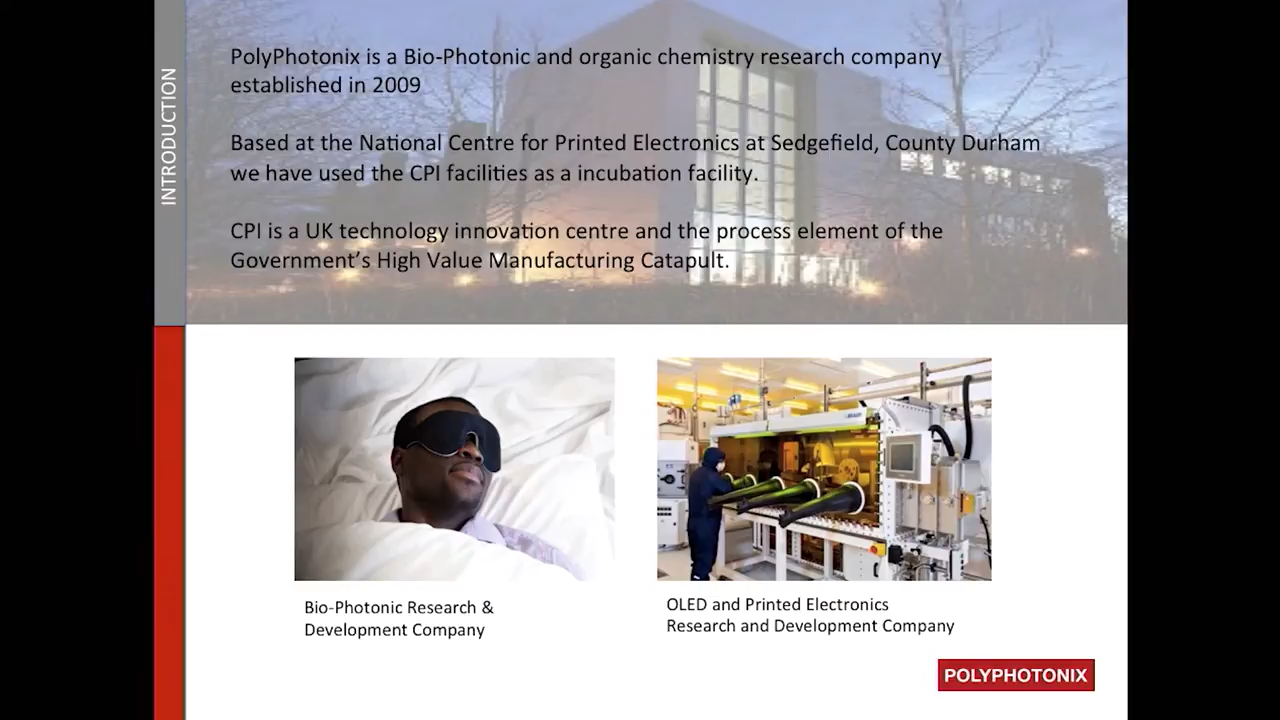 INTRODUCTION
PolyPhotonix is a Bio-Photonic and organic chemistry research company
established in 2009
Based at the National Centre for Printed Electronics at Sedgefield, County Durham
we have used the CPI facilities as a incubation facility.
CPI is a UK technology innovation centre and the process element of the
Government’s High Value Manufacturing Catapult.
Bio-Photonic Research &
Development Company
OLED and Printed Electronics
Research and Development Company
POLYPHOTONIX